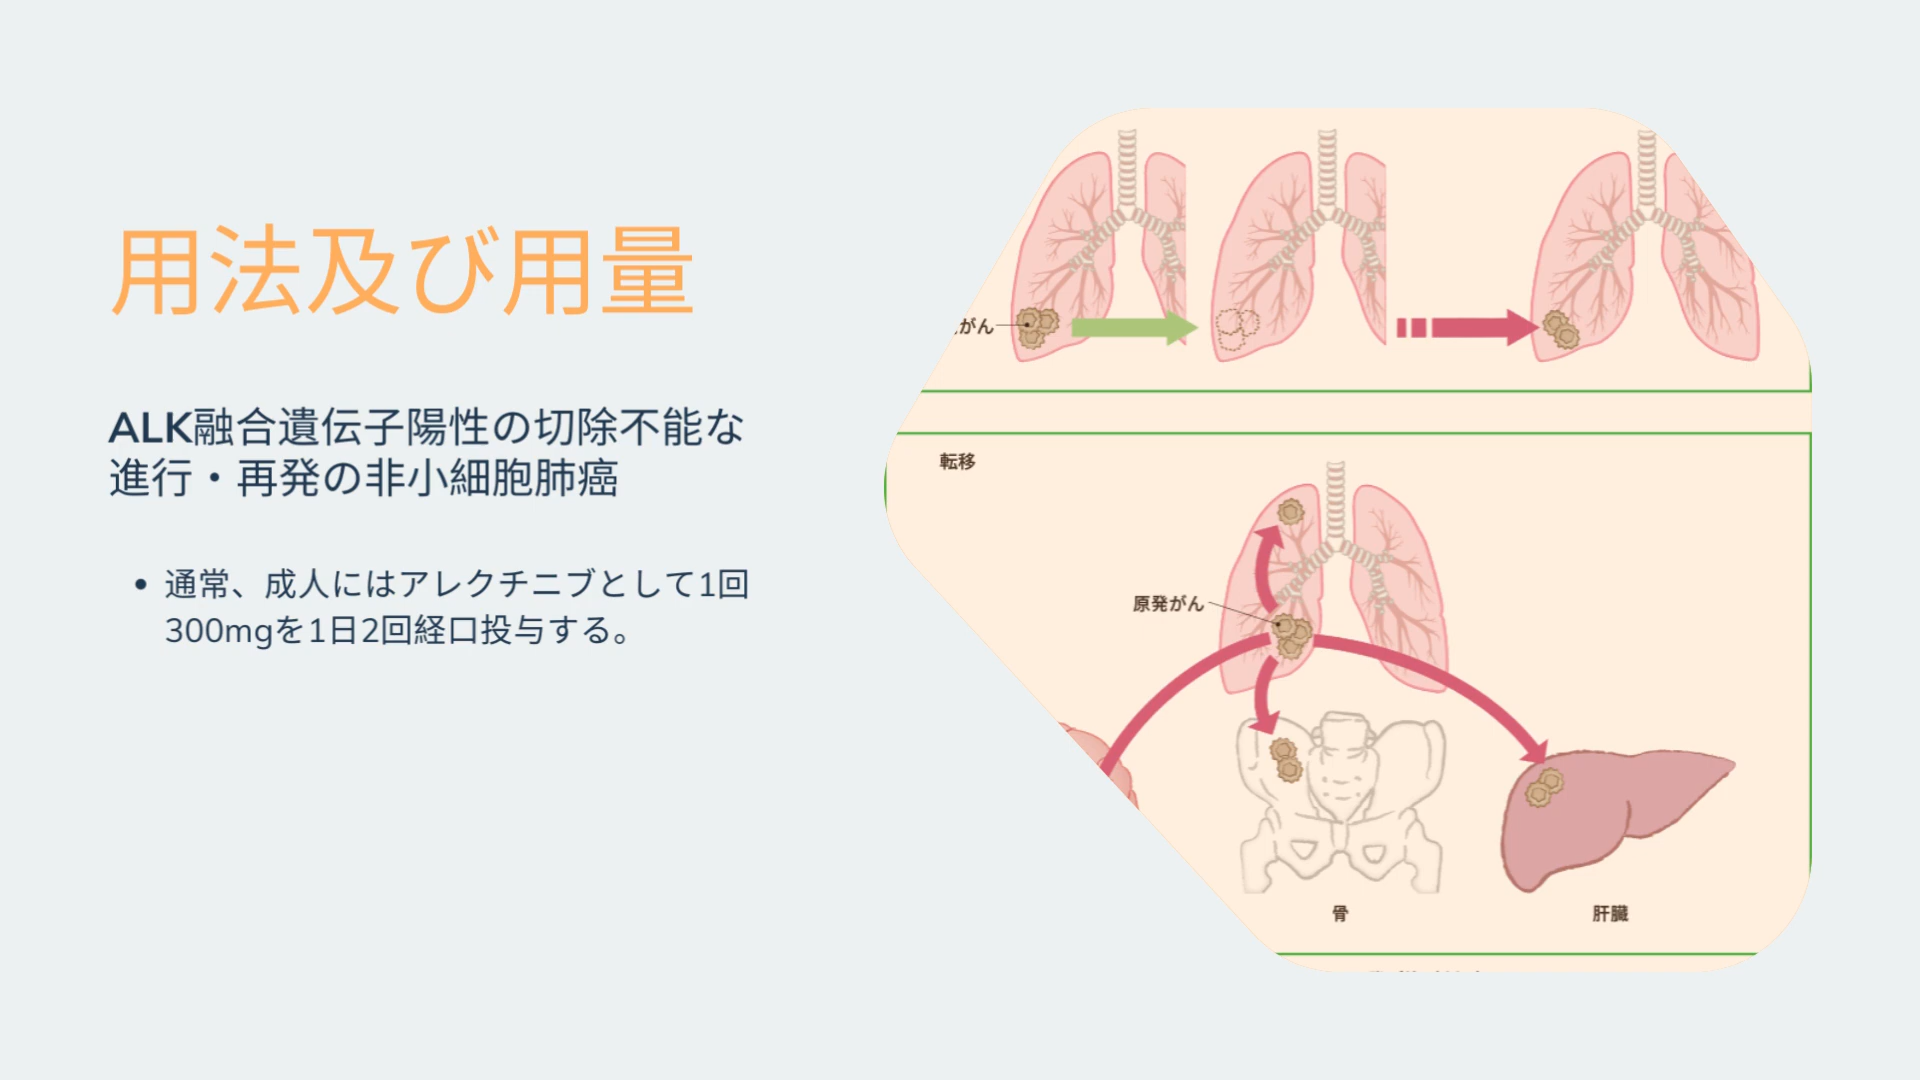 用法及び用量
ALK融合遺伝子陽性の切除不能な
進行・再発の非小細胞肺癌
• 通常、成人にはアレクチニブとして1回
300mgを1日2回経口投与する。
がん
転移
原発がん
骨
肝臓